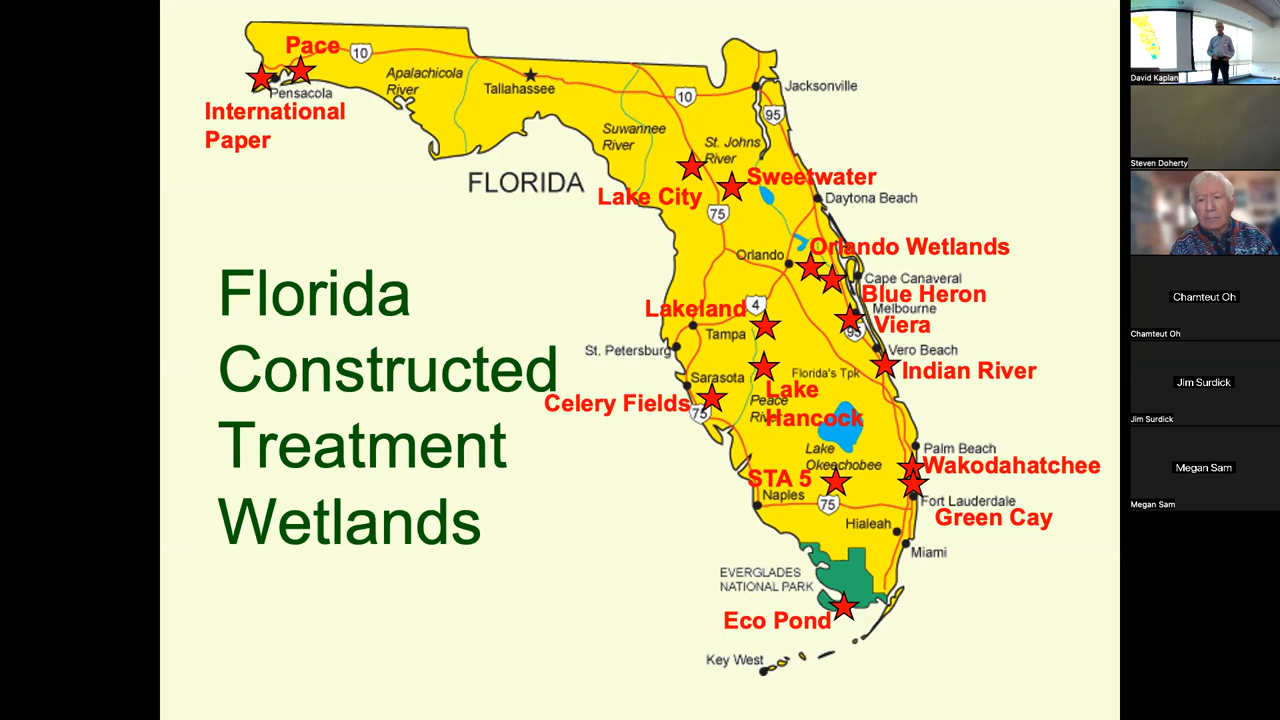 Pace
10
Apalachicola
River
Tallahassee
Pensacola
International
Paper
10
Jacksonville
95
Suwannee
River
St. Johns
River
FLORIDA
Lake City
Sweetwater
75
Daytona Beach
Orlando
Orlando Wetlands
Cape Canaveral
Blue Heron
Melbourne
Viera
95
Lakeland
4
Tampa
St. Petersburg
Vero Beach
Indian River
Florida's Tpk
Sarasota
Lake
Hancock
Celery Fields
75
Peace
River
Lake
Okeechobee
Palm Beach
Wakodahatchee
STA 5
Naples
75
Fort Lauderdale
Green Cay
Hialeah
Miami
EVERGLADES
NATIONAL PARK
Eco Pond
Key West
Florida
Constructed
Treatment
Wetlands
David Kaplan
Steven Doherty
Chamteut Oh
Chamteut Oh
Jim Surdick
Jim Surdick
Megan Sam
Megan Sam